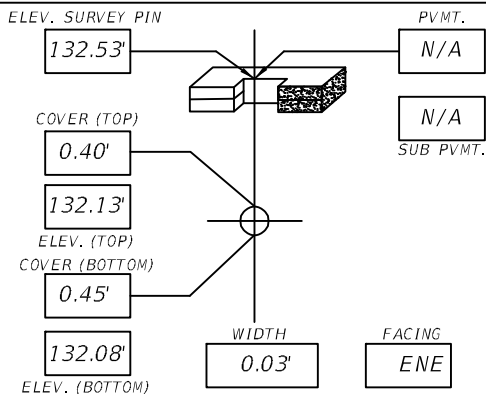 ELEV. SURVEY PIN
132.53'
PVMT.
N/A
N/A
SUB PVMT.
COVER (TOP)
0.40'
132.13'
ELEV. (TOP)
COVER (BOTTOM)
0.45'
132.08'
ELEV. (BOTTOM)
WIDTH
0.03'
FACING
ENE